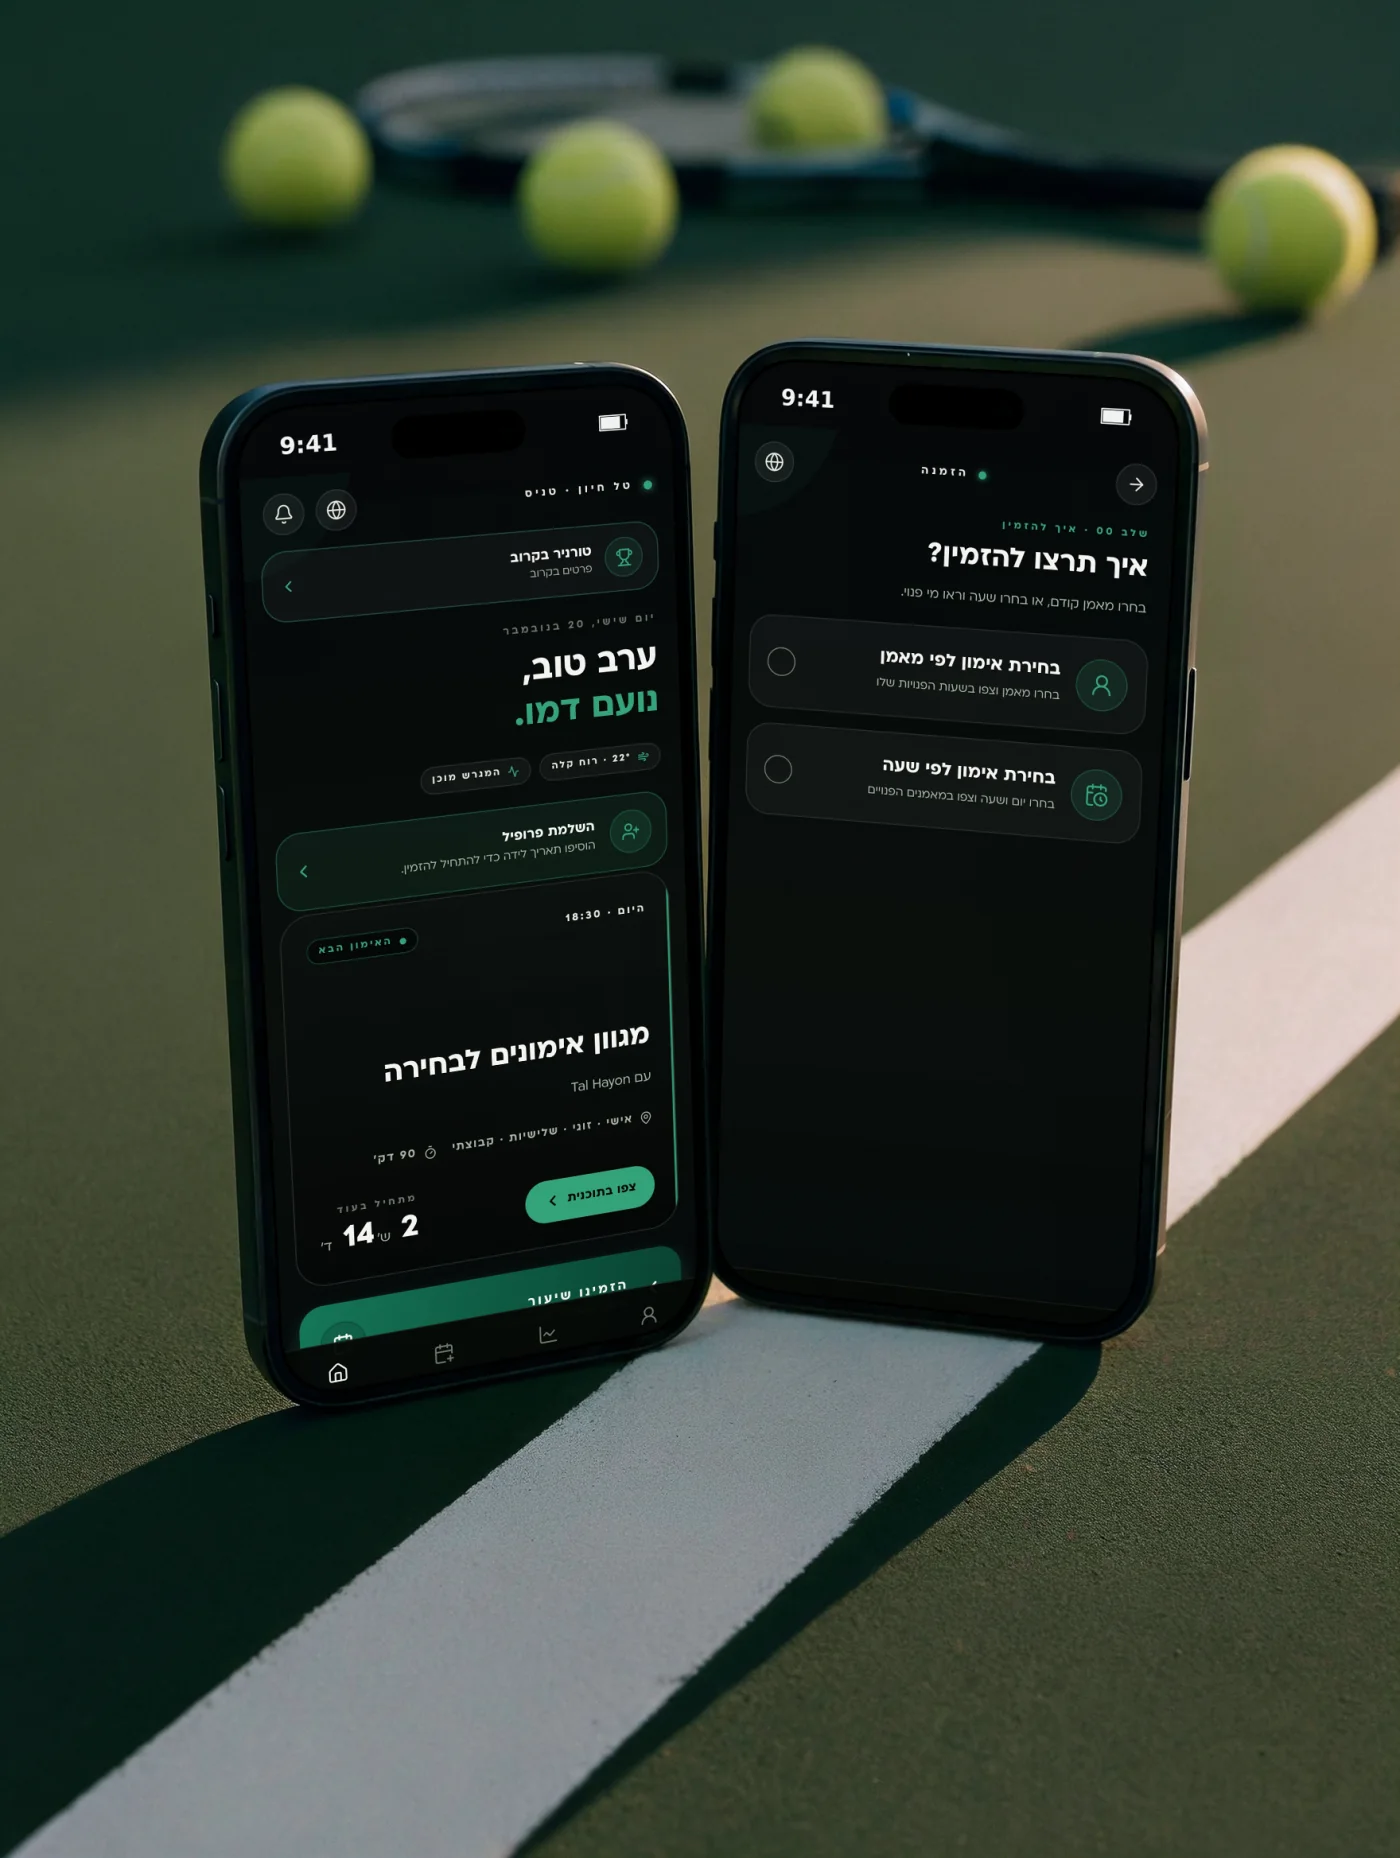 9:41
טל חיון · טניס
טורניר בקרוב
פרטים בקרוב
יום שישי, 20 בנובמבר
ערב טוב,
נועם דמו.
22° · רוח קלה
המגרש מוכן
השלמת פרופיל
הוסיפו תאריך לידה כדי להתחיל להזמין.
היום · 18:30
האימון הבא
מגוון אימונים לבחירה
עם Tal Hayon
אישי · זוגי · שלישיות · קבוצתי
90 דק׳
צפו בתוכנית
מתחיל בעוד
2 ש׳ 14 ד׳
הזמינו שיעור
9:41
הזמנה
שלב 00 · איך להזמין
איך תרצו להזמין?
בחרו מאמן קודם, או בחרו שעה וראו מי פנוי.
בחירת אימון לפי מאמן
בחרו מאמן וצפו בשעות הפנויות שלו
בחירת אימון לפי שעה
בחרו יום ושעה וצפו במאמנים הפנויים